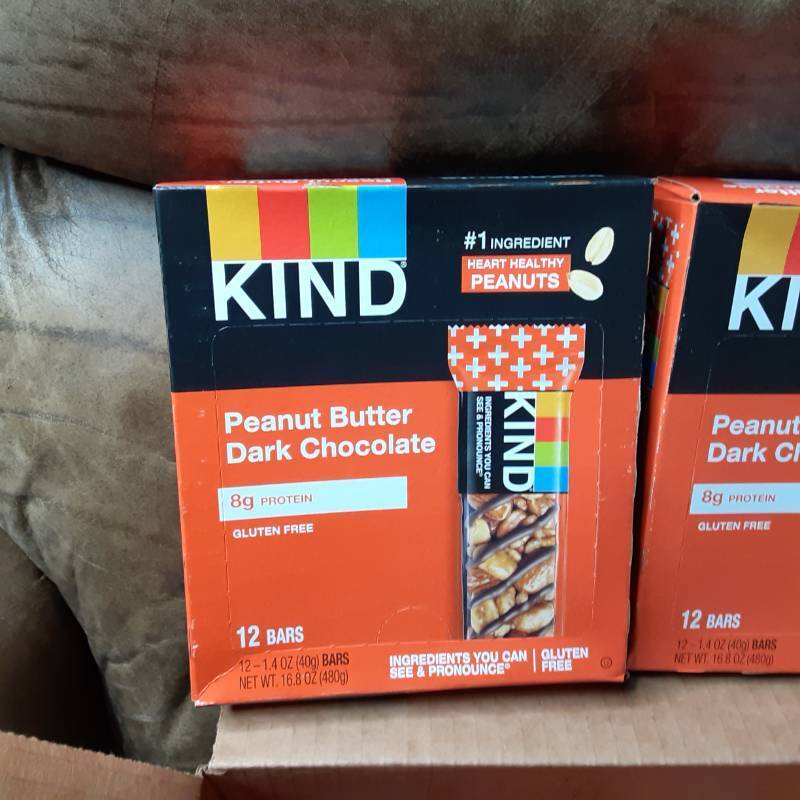 KIND®
#1 INGREDIENT
HEART HEALTHY
PEANUTS
Peanut Butter
Dark Chocolate
8g PROTEIN
GLUTEN FREE
KIND
INGREDIENTS YOU CAN
SEE & PRONOUNCE®
12 BARS
12 – 1.4 OZ (40g) BARS
NET WT. 16.8 OZ (480g)
INGREDIENTS YOU CAN
SEE & PRONOUNCE®
GLUTEN
FREE
KI
Peanut
Dark Ch
8g PROTEIN
GLUTEN FREE
12 BARS
12 – 1.4 OZ (40g) BARS
NET WT. 16.8 OZ (480g)